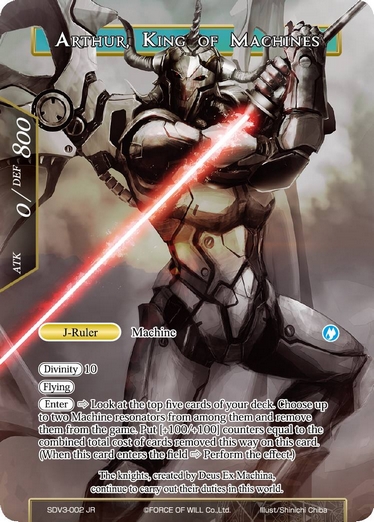 Arthur, King of Machines
ATK 0 / DEF 800
J-Ruler Machine
Divinity 10
Flying
Enter ⇨ Look at the top five cards of your deck. Choose up
to two Machine resonators from among them and remove
them from the game. Put [+100/+100] counters equal to the
combined total cost of cards removed this way on this card.
(When this card enters the field ⇨ Perform the effect.)
The knights, created by Deus Ex Machina,
continue to carry out their duties in this world.
SDV3-002 JR ©FORCE OF WILL Co.,Ltd. Illust/Shinichi Chiba